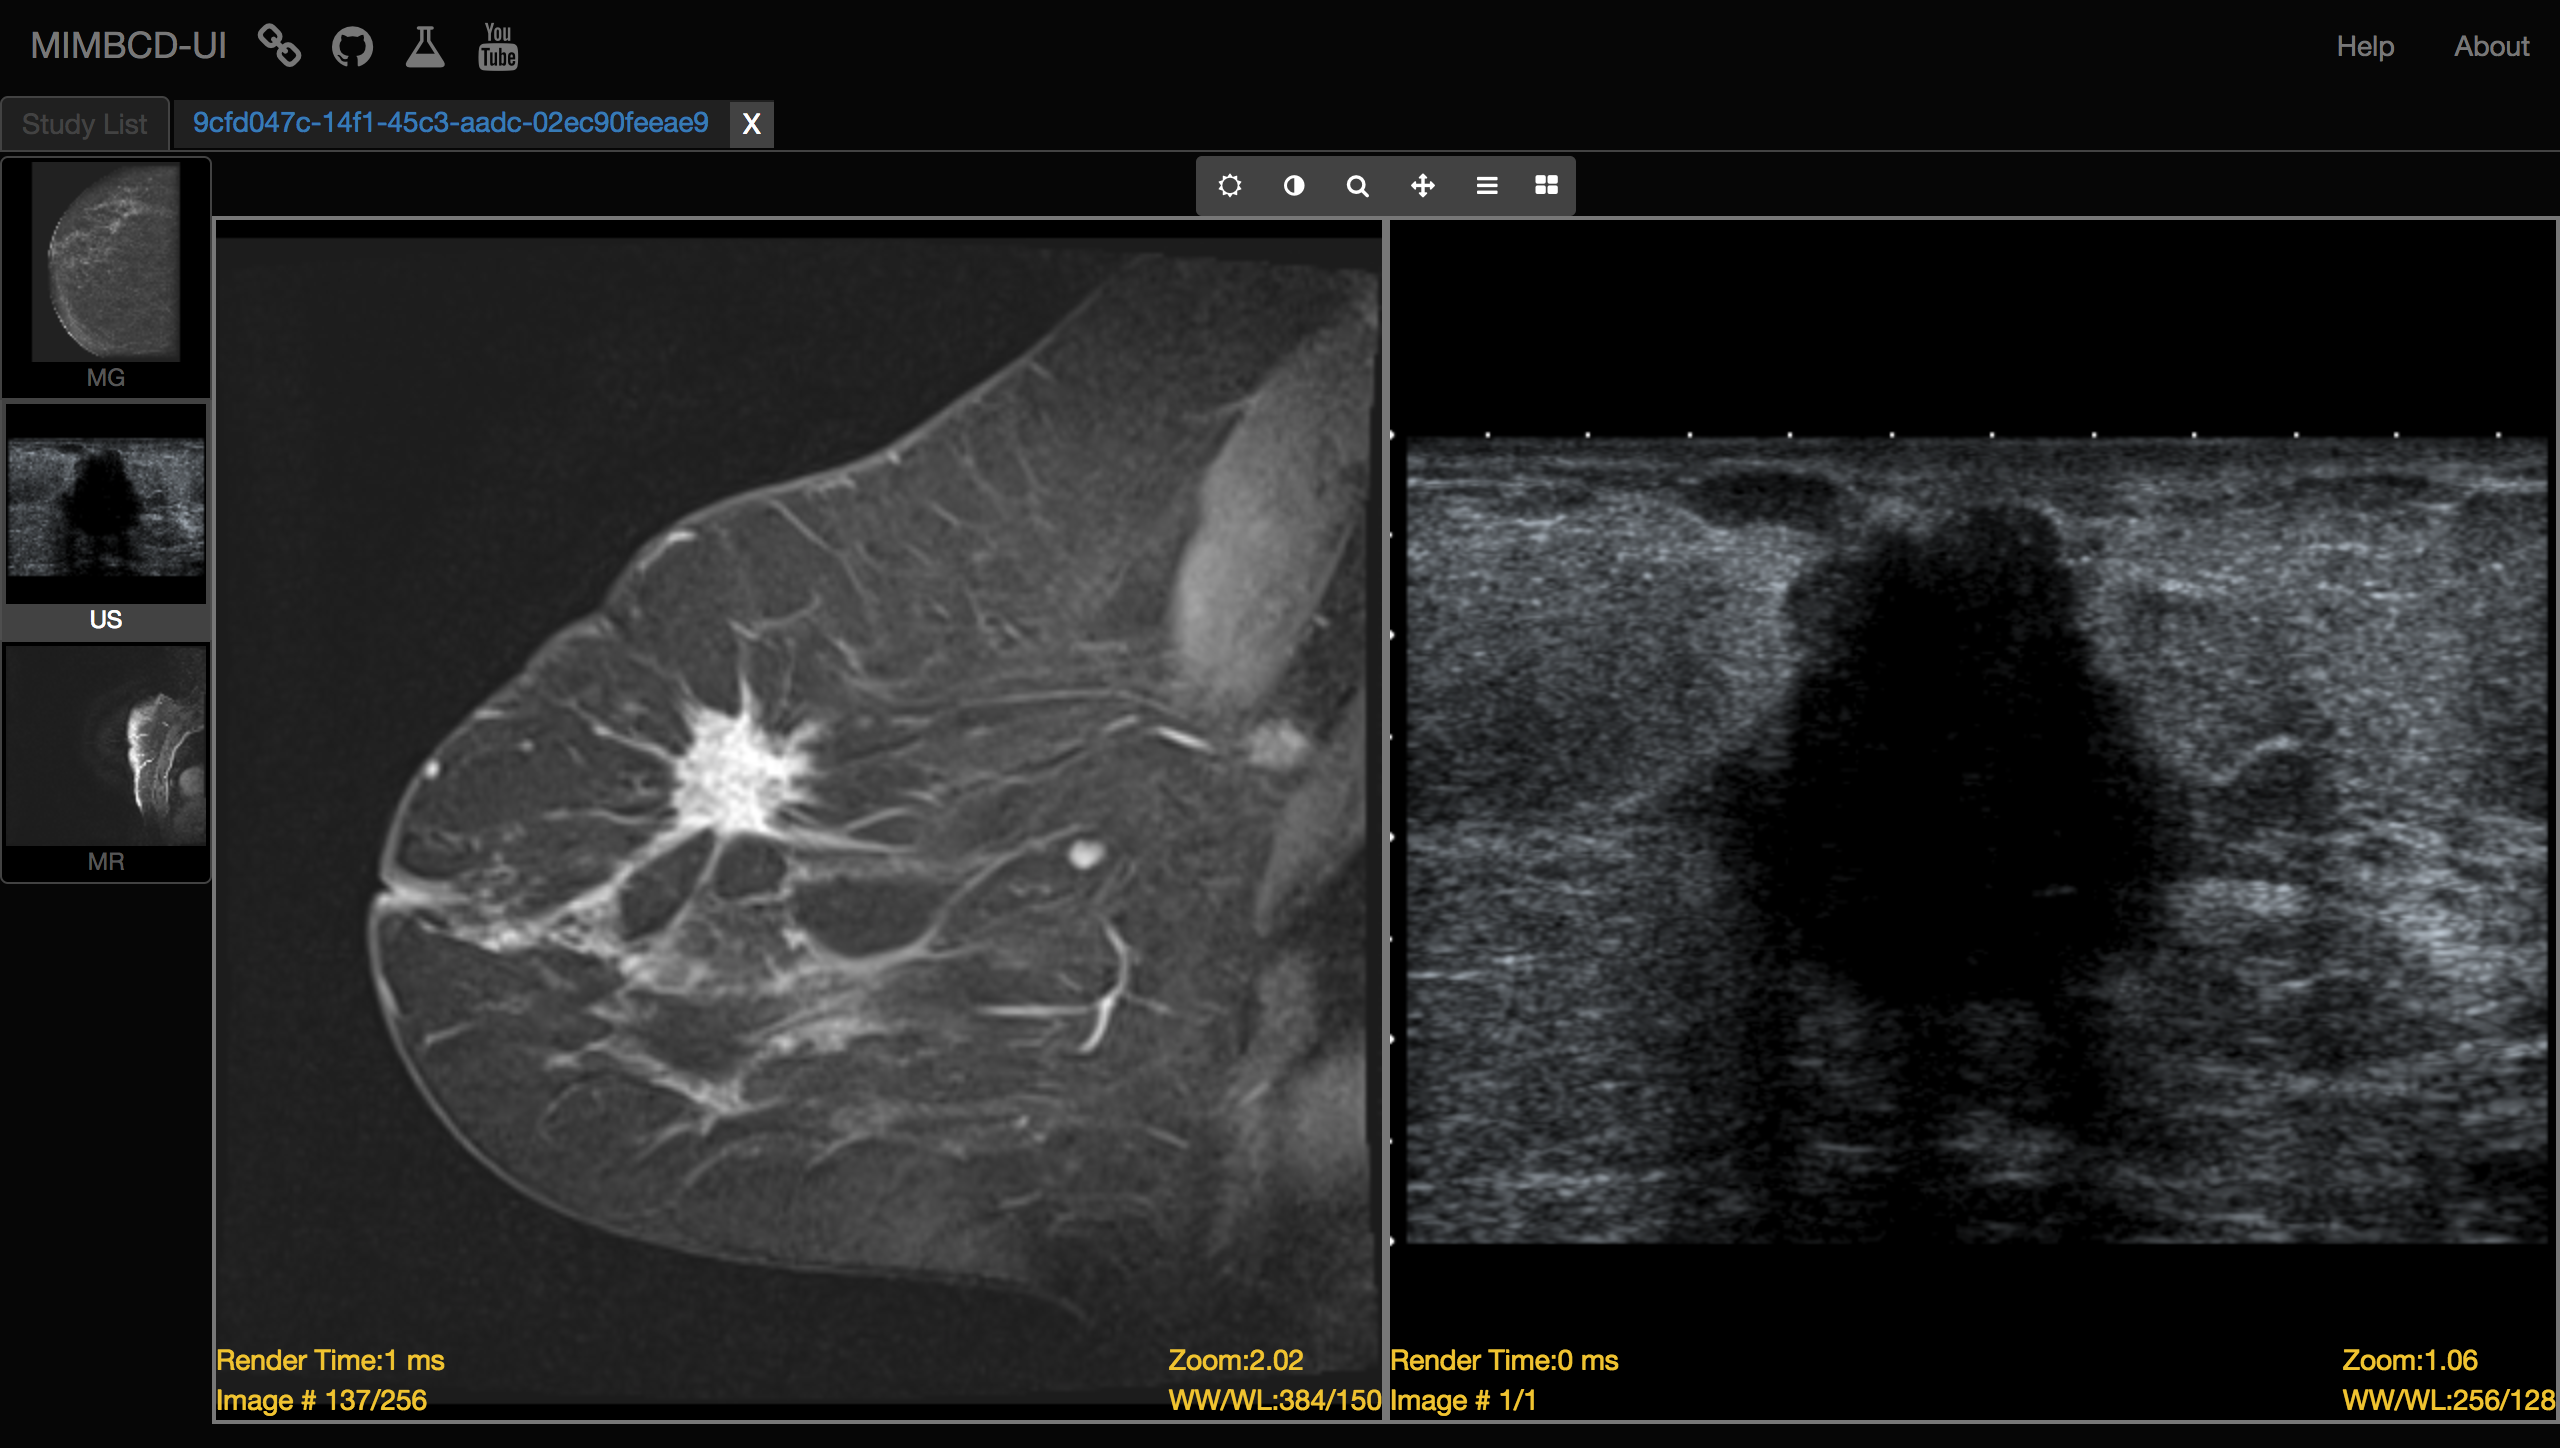 MIMBCD-UI
You
Tube
Help
About
Study List
9cfd047c-14f1-45c3-aadc-02ec90feeae9
X
MG
US
MR
Render Time:1 ms
Zoom:2.02
Image # 137/256
WW/WL:384/150
Render Time:0 ms
Zoom:1.06
Image # 1/1
WW/WL:256/128